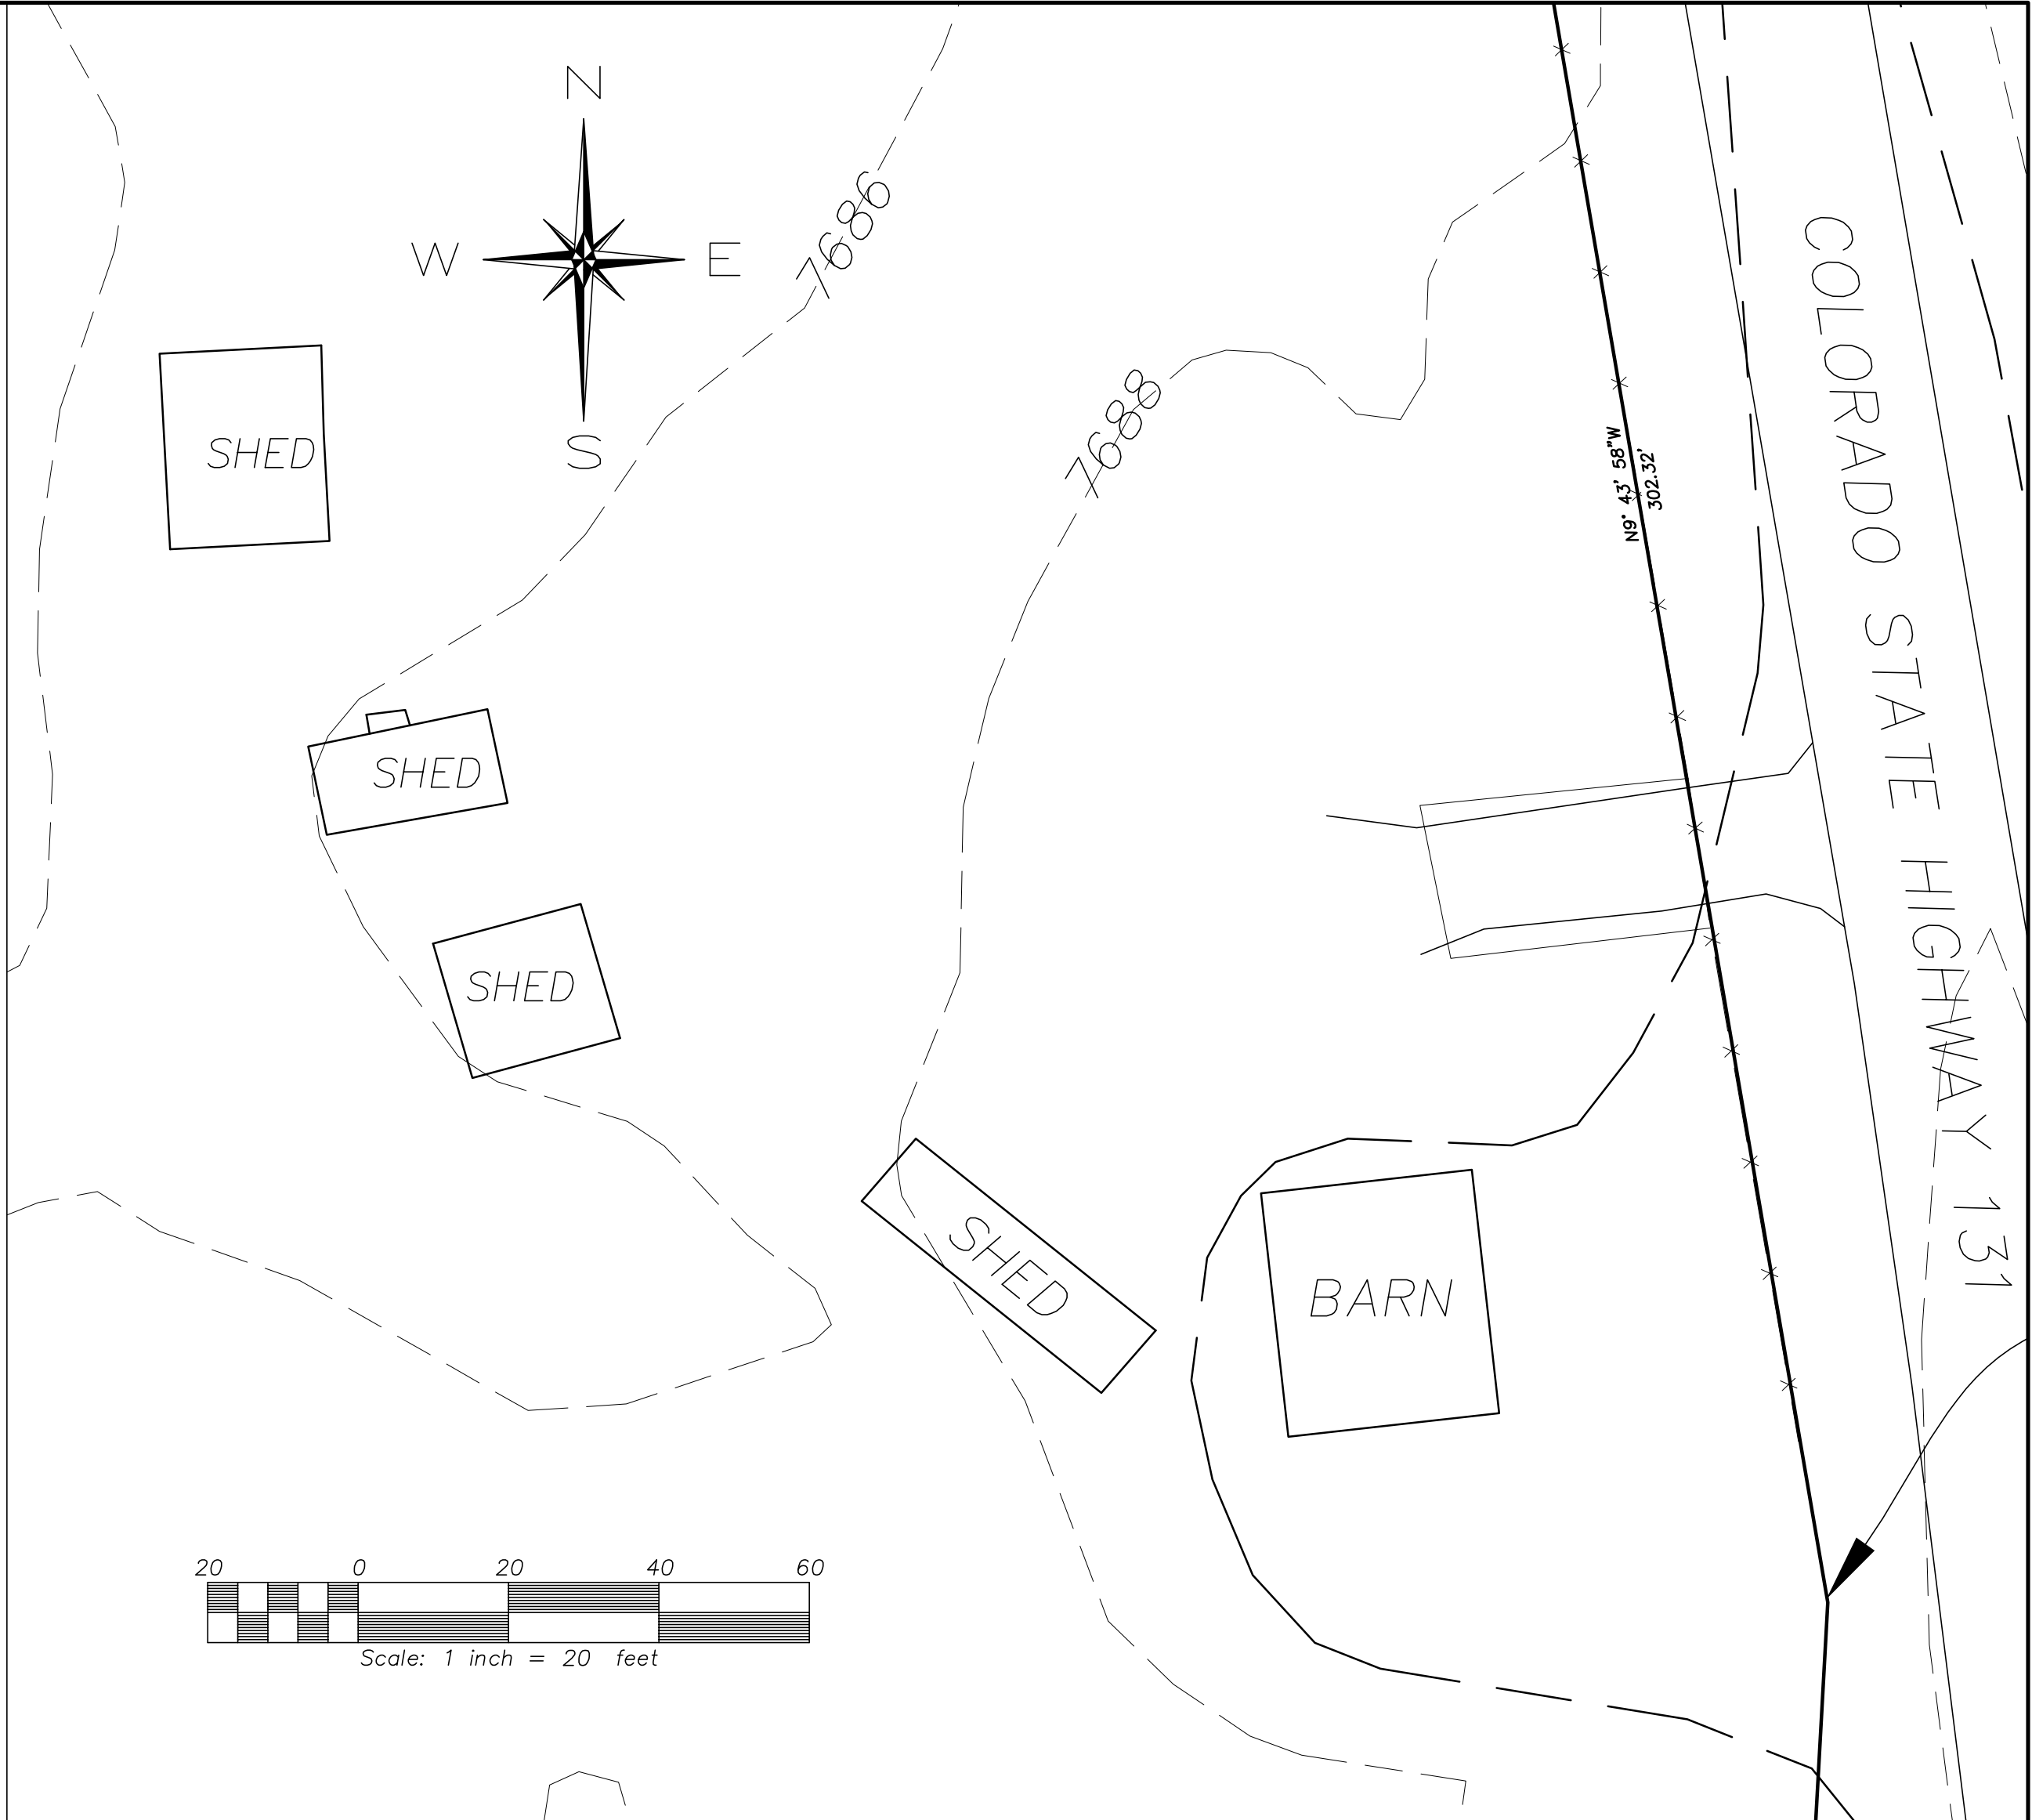 N
W E
S
7686
7688
SHED
SHED
SHED
SHED
BARN
N9° 43' 58"W
302.32'
COLORADO STATE HIGHWAY 131
20 0 20 40 60
Scale: 1 inch = 20 feet